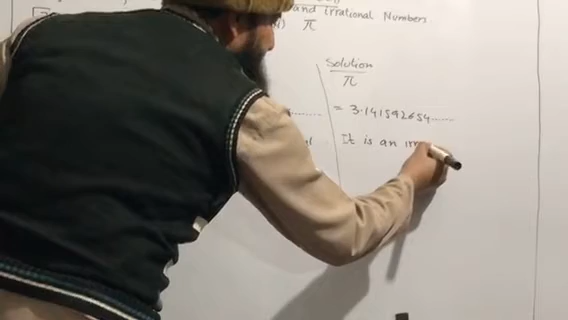 and Irrational Numbers
π
Solution
π
= 3.141592654......
It is an irr